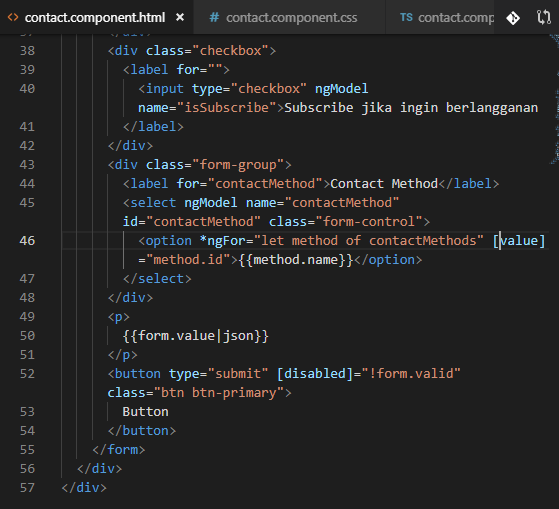 contact.component.html × # contact.component.css TS contact.comp
37 </div>
38 <div class="checkbox">
39 <label for="">
40 <input type="checkbox" ngModel
name="isSubscribe">Subscribe jika ingin berlangganan
41 </label>
42 </div>
43 <div class="form-group">
44 <label for="contactMethod">Contact Method</label>
45 <select ngModel name="contactMethod"
id="contactMethod" class="form-control">
46 <option *ngFor="let method of contactMethods" [value]
="method.id">{{method.name}}</option>
47 </select>
48 </div>
49 <p>
50 {{form.value|json}}
51 </p>
52 <button type="submit" [disabled]="!form.valid"
class="btn btn-primary">
53 Button
54 </button>
55 </form>
56 </div>
57 </div>